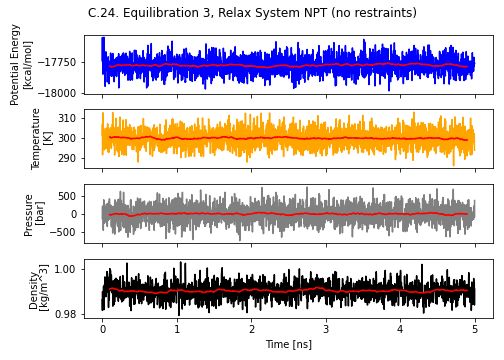 C.24. Equilibration 3, Relax System NPT (no restraints)
Potential Energy
[kcal/mol]
−17750
−18000
Temperature
[K]
310
300
290
Pressure
[bar]
500
0
−500
Density
[kg/m^3]
1.00
0.98
0 1 2 3 4 5
Time [ns]